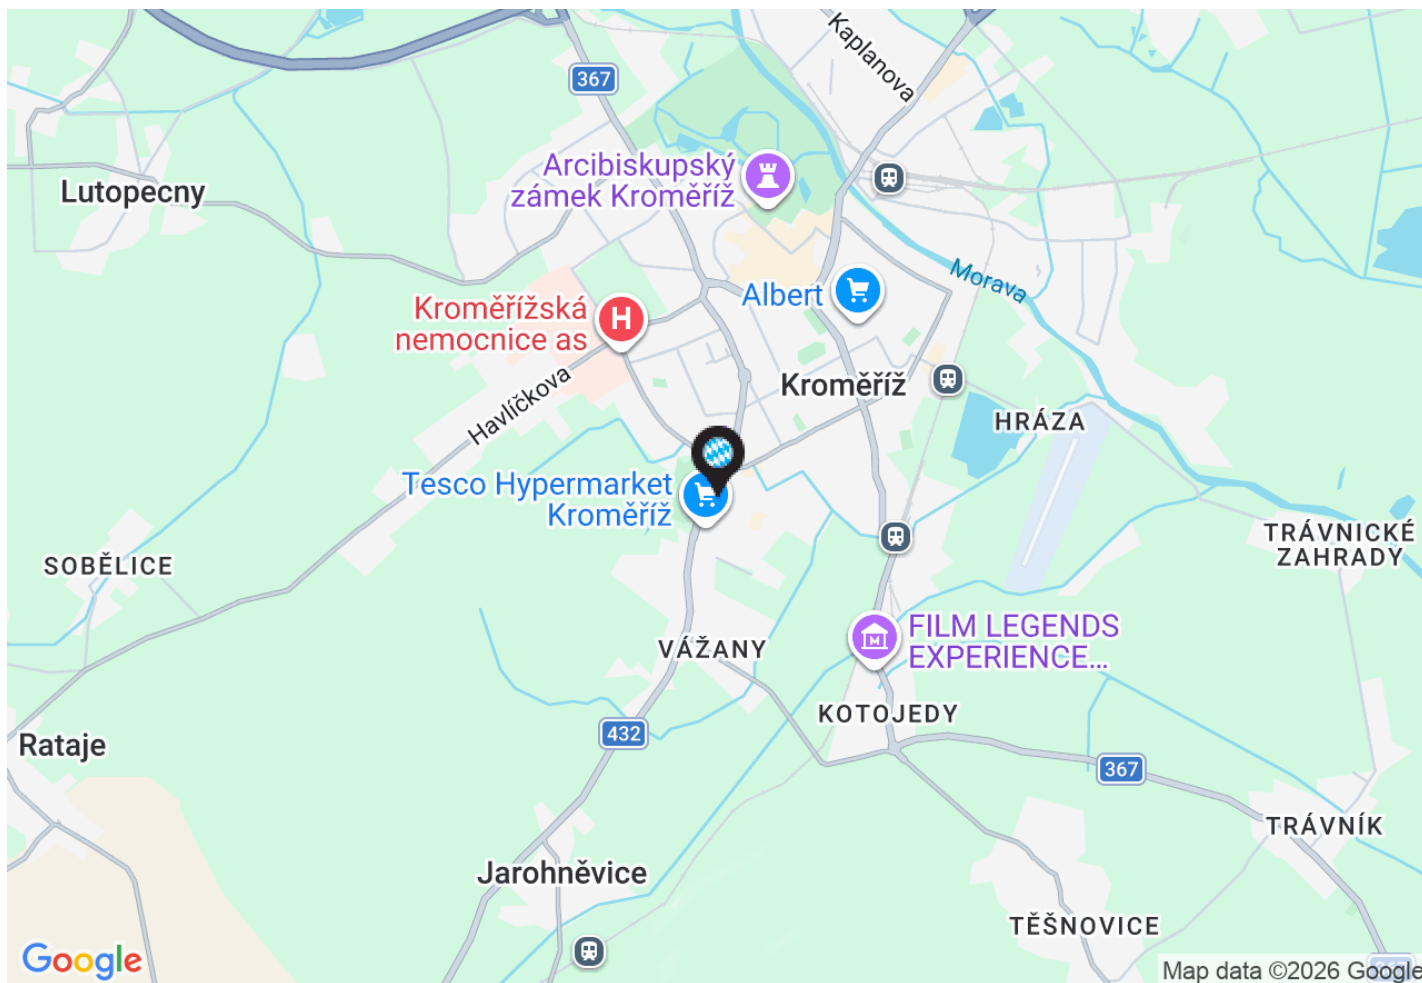 Kaplanova
367
Arcibiskupský
zámek Kroměříž
Lutopecny
Morava
Albert
Kroměřížská
nemocnice as
H
Kroměříž
Havlíčkova
HRÁZA
Tesco Hypermarket
Kroměříž
TRÁVNICKÉ
ZAHRADY
SOBĚLICE
FILM LEGENDS
EXPERIENCE...
M
VÁŽANY
KOTOJEDY
432
Rataje
367
TRÁVNÍK
Jarohněvice
TĚŠNOVICE
Google
367
Map data ©2026 Google